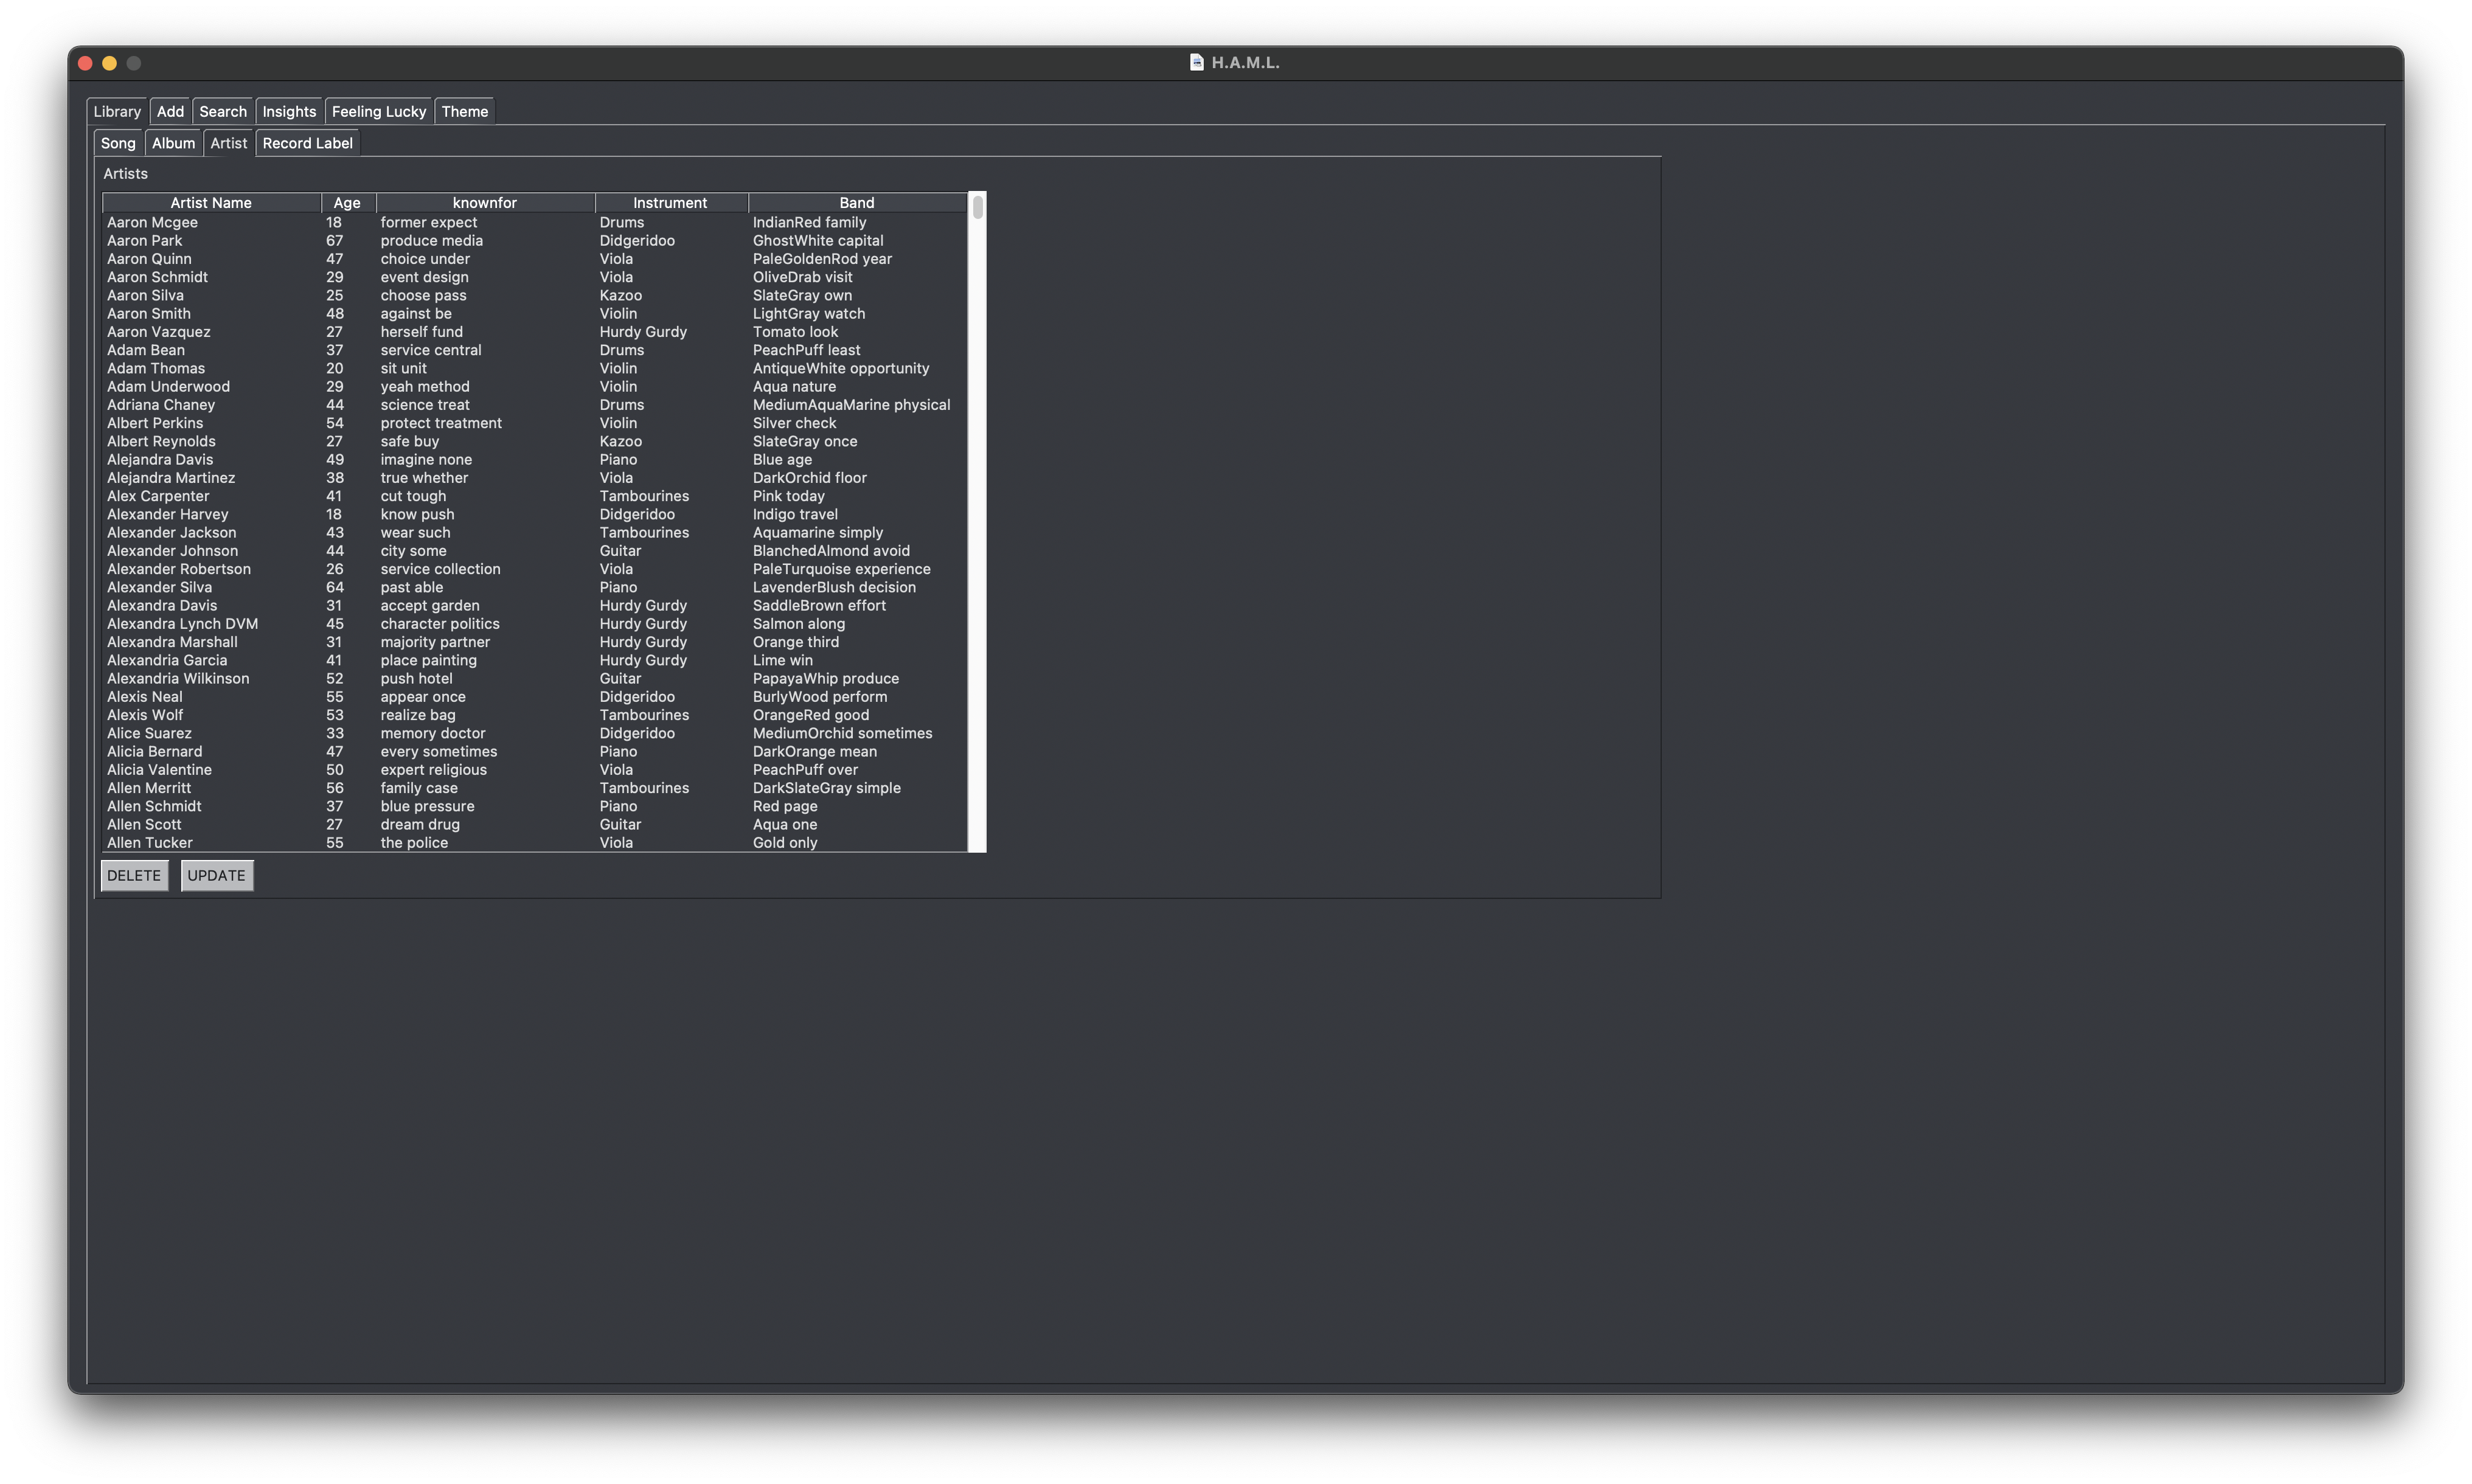 H.A.M.L.
Library Add Search Insights Feeling Lucky Theme
Song Album Artist Record Label
Artists
Artist Name Age knownfor Instrument Band
Aaron Mcgee 18 former expect Drums IndianRed family
Aaron Park 67 produce media Didgeridoo GhostWhite capital
Aaron Quinn 47 choice under Viola PaleGoldenRod year
Aaron Schmidt 29 event design Viola OliveDrab visit
Aaron Silva 25 choose pass Kazoo SlateGray own
Aaron Smith 48 against be Violin LightGray watch
Aaron Vazquez 27 herself fund Hurdy Gurdy Tomato look
Adam Bean 37 service central Drums PeachPuff least
Adam Thomas 20 sit unit Violin AntiqueWhite opportunity
Adam Underwood 29 yeah method Violin Aqua nature
Adriana Chaney 44 science treat Drums MediumAquaMarine physical
Albert Perkins 54 protect treatment Violin Silver check
Albert Reynolds 27 safe buy Kazoo SlateGray once
Alejandra Davis 49 imagine none Piano Blue age
Alejandra Martinez 38 true whether Viola DarkOrchid floor
Alex Carpenter 41 cut tough Tambourines Pink today
Alexander Harvey 18 know push Didgeridoo Indigo travel
Alexander Jackson 43 wear such Tambourines Aquamarine simply
Alexander Johnson 44 city some Guitar BlanchedAlmond avoid
Alexander Robertson 26 service collection Viola PaleTurquoise experience
Alexander Silva 64 past able Piano LavenderBlush decision
Alexandra Davis 31 accept garden Hurdy Gurdy SaddleBrown effort
Alexandra Lynch DVM 45 character politics Hurdy Gurdy Salmon along
Alexandra Marshall 31 majority partner Hurdy Gurdy Orange third
Alexandria Garcia 41 place painting Hurdy Gurdy Lime win
Alexandria Wilkinson 52 push hotel Guitar PapayaWhip produce
Alexis Neal 55 appear once Didgeridoo BurlyWood perform
Alexis Wolf 53 realize bag Tambourines OrangeRed good
Alice Suarez 33 memory doctor Didgeridoo MediumOrchid sometimes
Alicia Bernard 47 every sometimes Piano DarkOrange mean
Alicia Valentine 50 expert religious Viola PeachPuff over
Allen Merritt 56 family case Tambourines DarkSlateGray simple
Allen Schmidt 37 blue pressure Piano Red page
Allen Scott 27 dream drug Guitar Aqua one
Allen Tucker 55 the police Viola Gold only
DELETE UPDATE